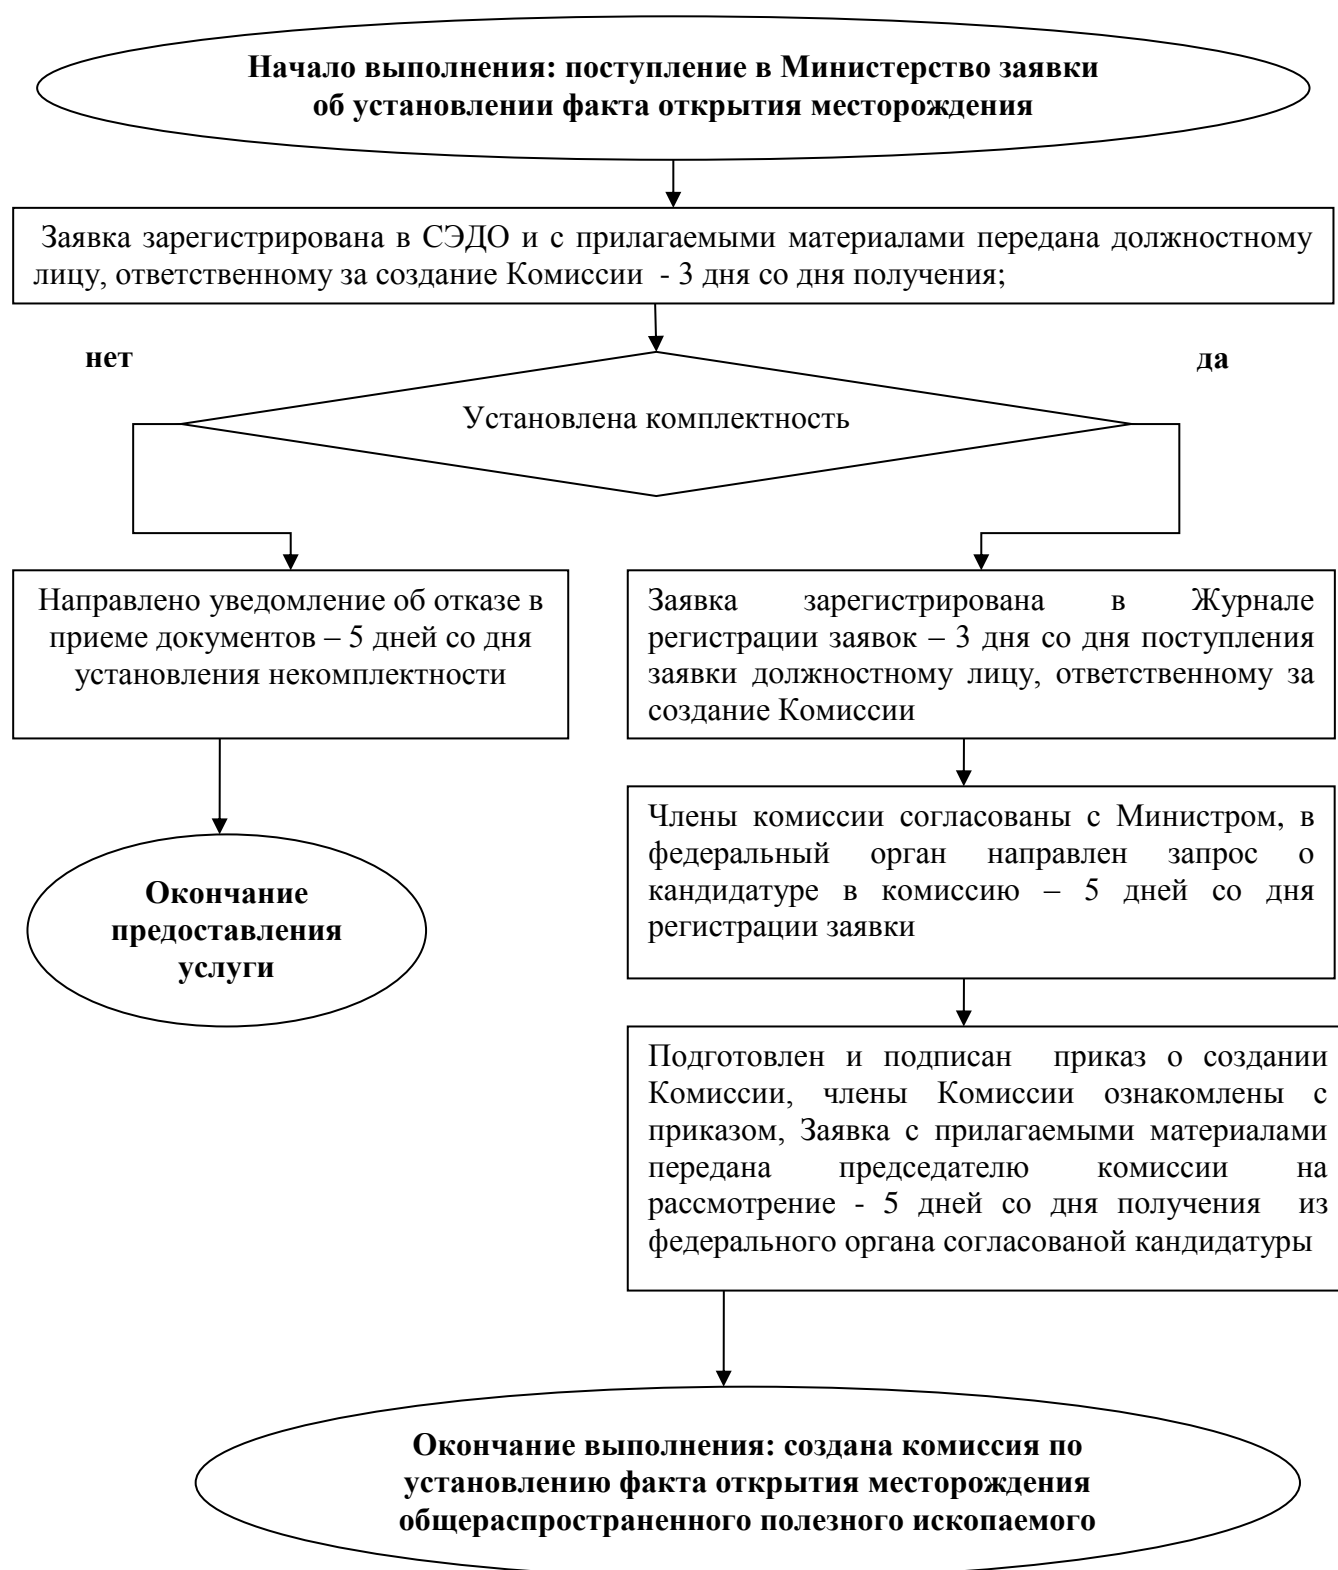 Начало выполнения: поступление в Министерство заявки
об установлении факта открытия месторождения
Заявка зарегистрирована в СЭДО и с прилагаемыми материалами передана должностному
лицу, ответственному за создание Комиссии - 3 дня со дня получения;
нет
да
Установлена комплектность
Направлено уведомление об отказе в
приеме документов – 5 дней со дня
установления некомплектности
Заявка зарегистрирована в Журнале
регистрации заявок – 3 дня со дня поступления
заявки должностному лицу, ответственному за
создание Комиссии
Члены комиссии согласованы с Министром, в
федеральный орган направлен запрос о
кандидатуре в комиссию – 5 дней со дня
регистрации заявки
Окончание
предоставления
услуги
Подготовлен и подписан приказ о создании
Комиссии, члены Комиссии ознакомлены с
приказом, Заявка с прилагаемыми материалами
передана председателю комиссии на
рассмотрение - 5 дней со дня получения из
федерального органа согласованой кандидатуры
Окончание выполнения: создана комиссия по
установлению факта открытия месторождения
общераспространенного полезного ископаемого